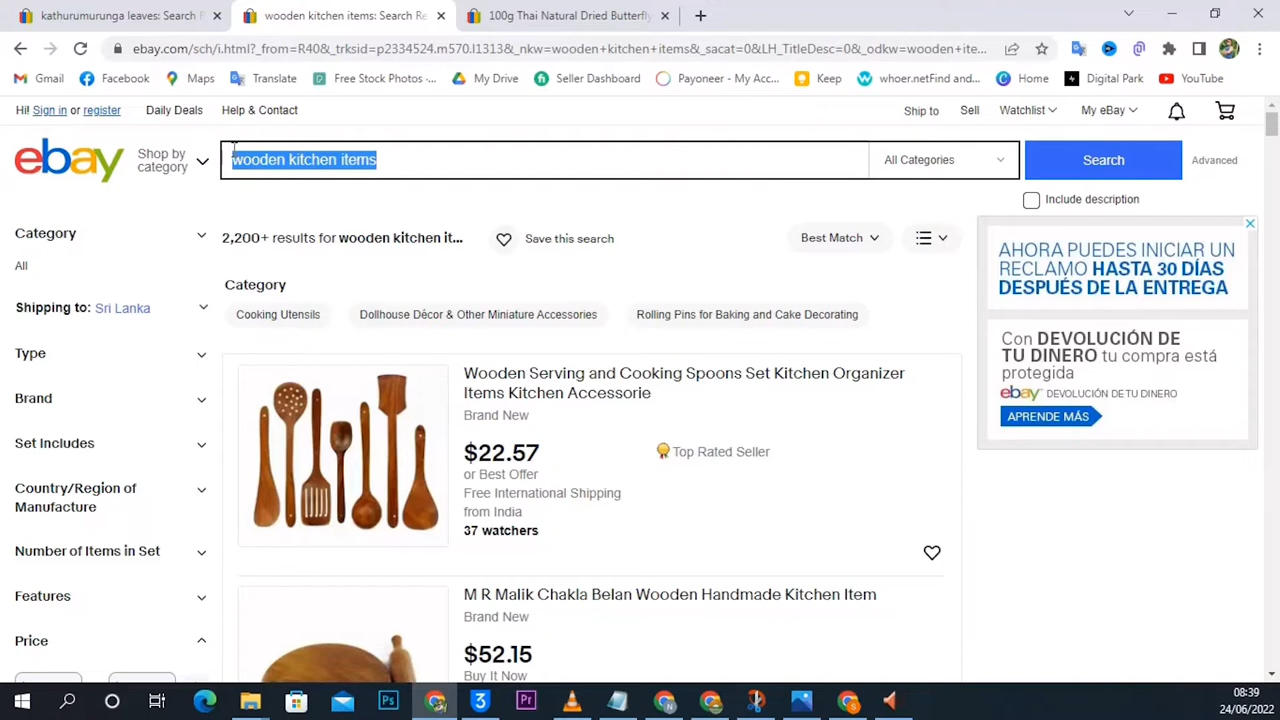 kathurumurunga leaves: Search R
wooden kitchen items: Search Re
100g Thai Natural Dried Butterfly
ebay.com/sch/i.html?_from=R40&_trksid=p2334524.m570.l1313&_nkw=wooden+kitchen+items&_sacat=0&LH_TitleDesc=0&_odkw=wooden+ite...
Gmail
Facebook
Maps
Translate
Free Stock Photos -...
My Drive
Seller Dashboard
Payoneer - My Acc...
Keep
whoer.netFind and...
Home
Digital Park
YouTube
Hi! Sign in or register
Daily Deals
Help & Contact
Ship to
Sell
Watchlist
My eBay
ebay
Shop by
category
wooden kitchen items
All Categories
Search
Advanced
Include description
Category
All
Shipping to: Sri Lanka
Type
Brand
Set Includes
Country/Region of
Manufacture
Number of Items in Set
Features
Price
2,200+ results for wooden kitchen it...
Save this search
Best Match
Category
Cooking Utensils
Dollhouse Décor & Other Miniature Accessories
Rolling Pins for Baking and Cake Decorating
Wooden Serving and Cooking Spoons Set Kitchen Organizer
Items Kitchen Accessorie
Brand New
$22.57
Top Rated Seller
or Best Offer
Free International Shipping
from India
37 watchers
M R Malik Chakla Belan Wooden Handmade Kitchen Item
Brand New
$52.15
Buy It Now
AHORA PUEDES INICIAR UN
RECLAMO HASTA 30 DÍAS
DESPUÉS DE LA ENTREGA
Con DEVOLUCIÓN DE
TU DINERO tu compra está
protegida
ebay DEVOLUCIÓN DE TU DINERO
APRENDE MÁS
Ps
3
Pr
N
S
08:39
24/06/2022